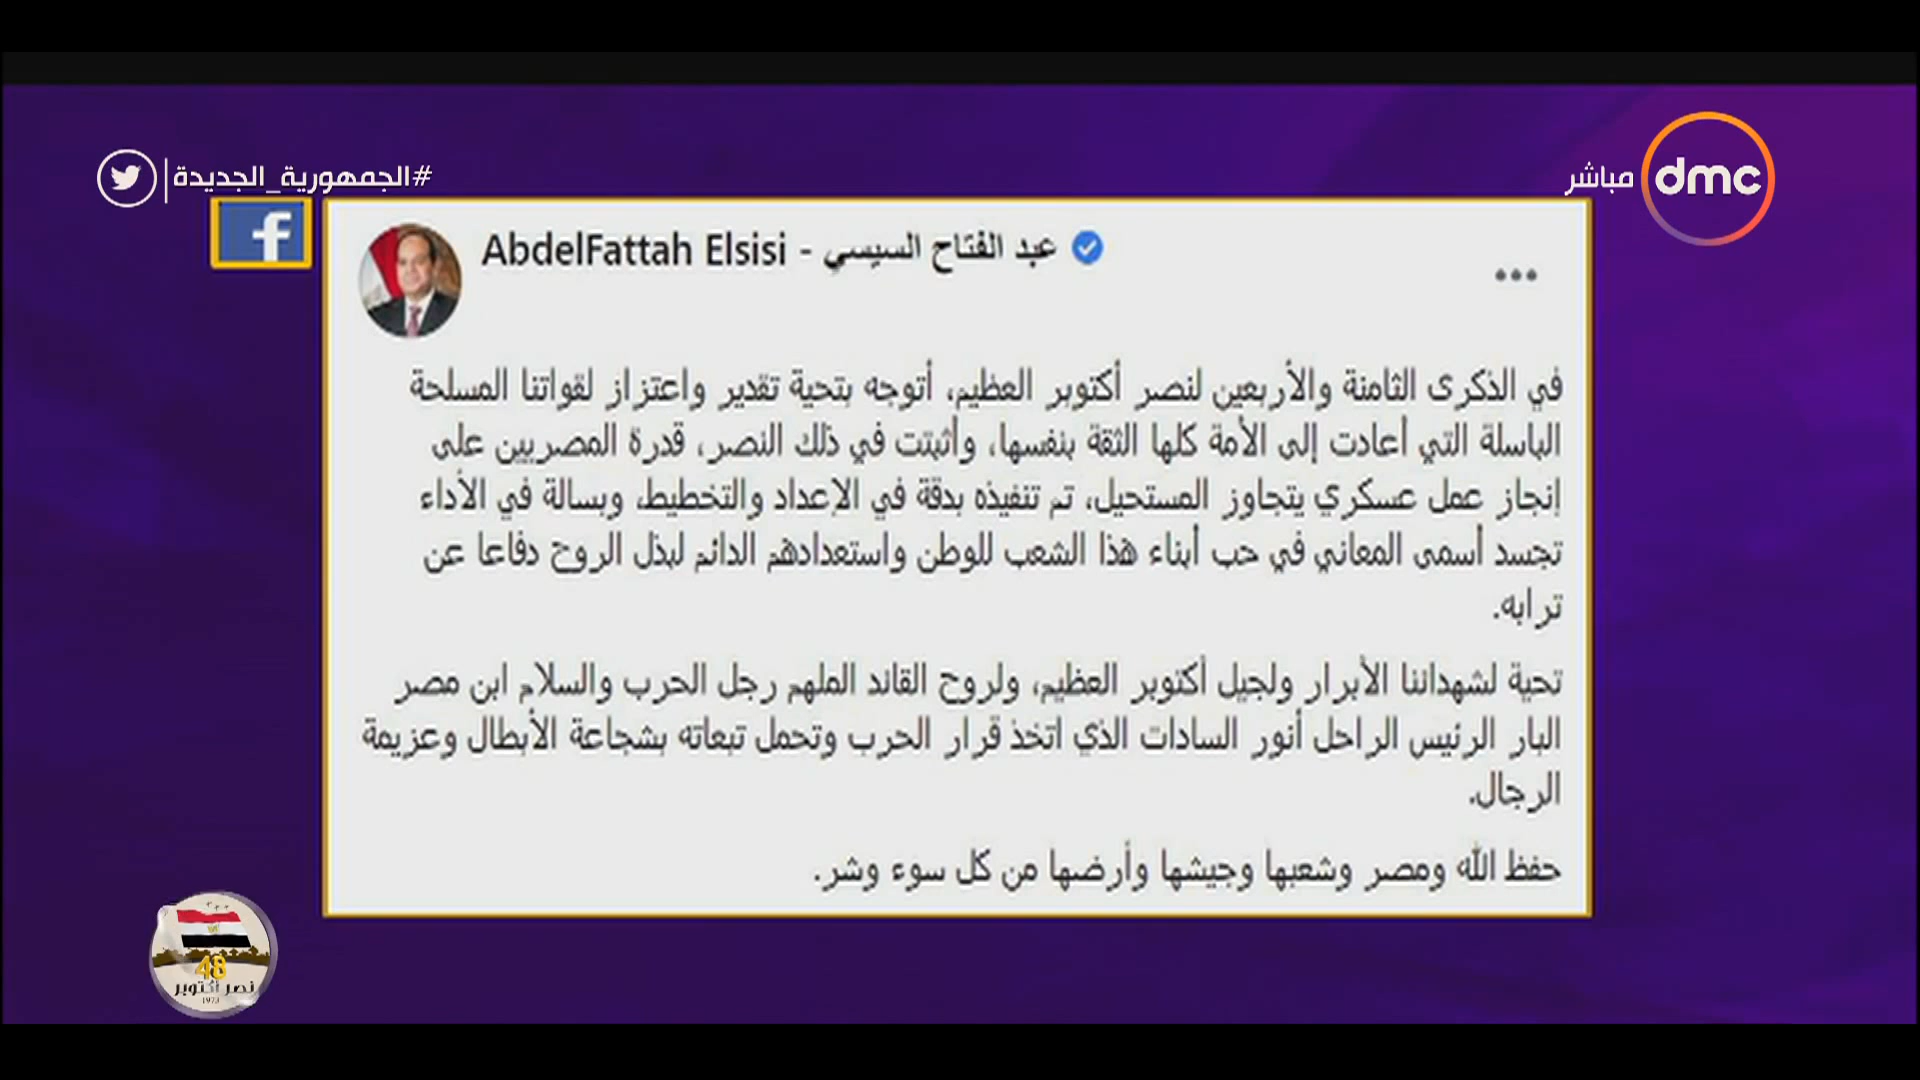 #الجمهورية_الجديدة
مباشر
dmc
AbdelFattah Elsisi - عبد الفتاح السيسي
في الذكرى الثامنة والأربعين لنصر أكتوبر العظيم، أتوجه بتحية تقدير واعتزاز لقواتنا المسلحة
الباسلة التي أعادت إلى الأمة كلها الثقة بنفسها، وأثبتت في ذلك النصر، قدرة المصريين على
إنجاز عمل عسكري يتجاوز المستحيل، تم تنفيذه بدقة في الإعداد والتخطيط، وبسالة في الأداء
تجسد أسمى المعاني في حب أبناء هذا الشعب للوطن واستعدادهم الدائم لبذل الروح دفاعا عن
ترابه.
تحية لشهدائنا الأبرار ولجيل أكتوبر العظيم، ولروح القائد الملهم رجل الحرب والسلام ابن مصر
البار الرئيس الراحل أنور السادات الذي اتخذ قرار الحرب وتحمل تبعاته بشجاعة الأبطال وعزيمة
الرجال.
حفظ الله ومصر وشعبها وجيشها وأرضها من كل سوء وشر.
48
نصر أكتوبر
1973